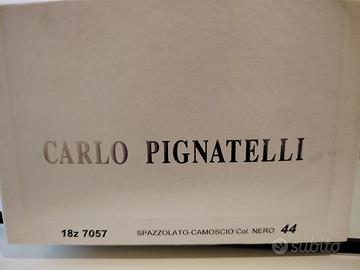 CARLO PIGNATELLI
18z 7057 SPAZZOLATO-CAMOSCIO Col. NERO 44
subito